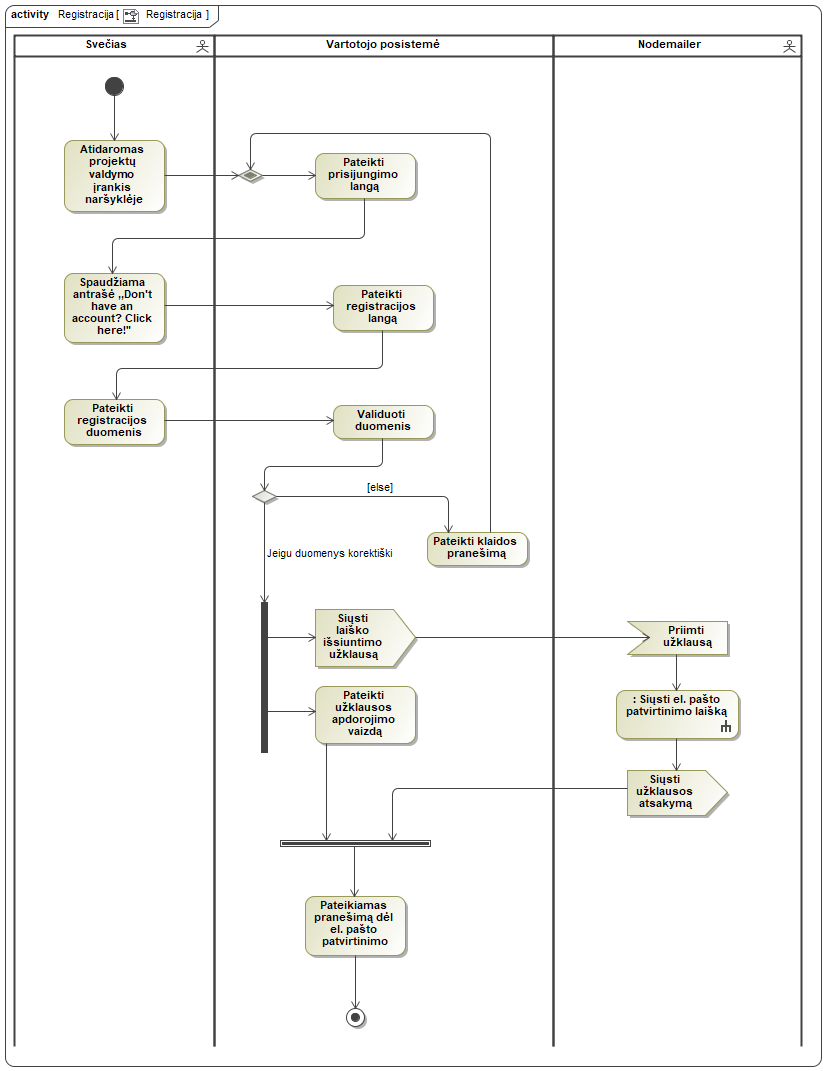 activity Registracija [ Registracija ]
Svečias
Vartotojo posistemė
Nodemailer
Atidaromas
projektų
valdymo
įrankis
naršyklėje
Pateikti
prisijungimo
langą
Spaudžiama
antraštė ,,Don't
have an
account? Click
here!"
Pateikti
registracijos
langą
Pateikti
registracijos
duomenis
Validuoti
duomenis
[else]
Pateikti klaidos
pranešimą
Jeigu duomenys korektiški
Siųsti
laiško
išsiuntimo
užklausą
Priimti
užklausą
Pateikti
užklausos
apdorojimo
vaizdą
: Siųsti el. pašto
patvirtinimo laišką
Siųsti
užklausos
atsakymą
Pateikiamas
pranešimą dėl
el. pašto
patvirtinimo